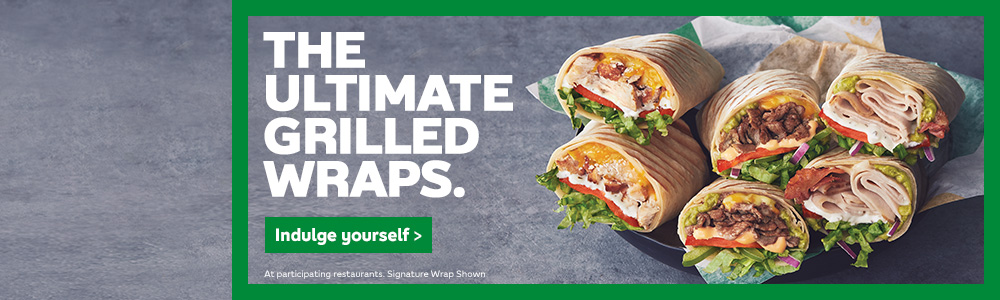 THE
ULTIMATE
GRILLED
WRAPS.
Indulge yourself >
At participating restaurants. Signature Wrap Shown